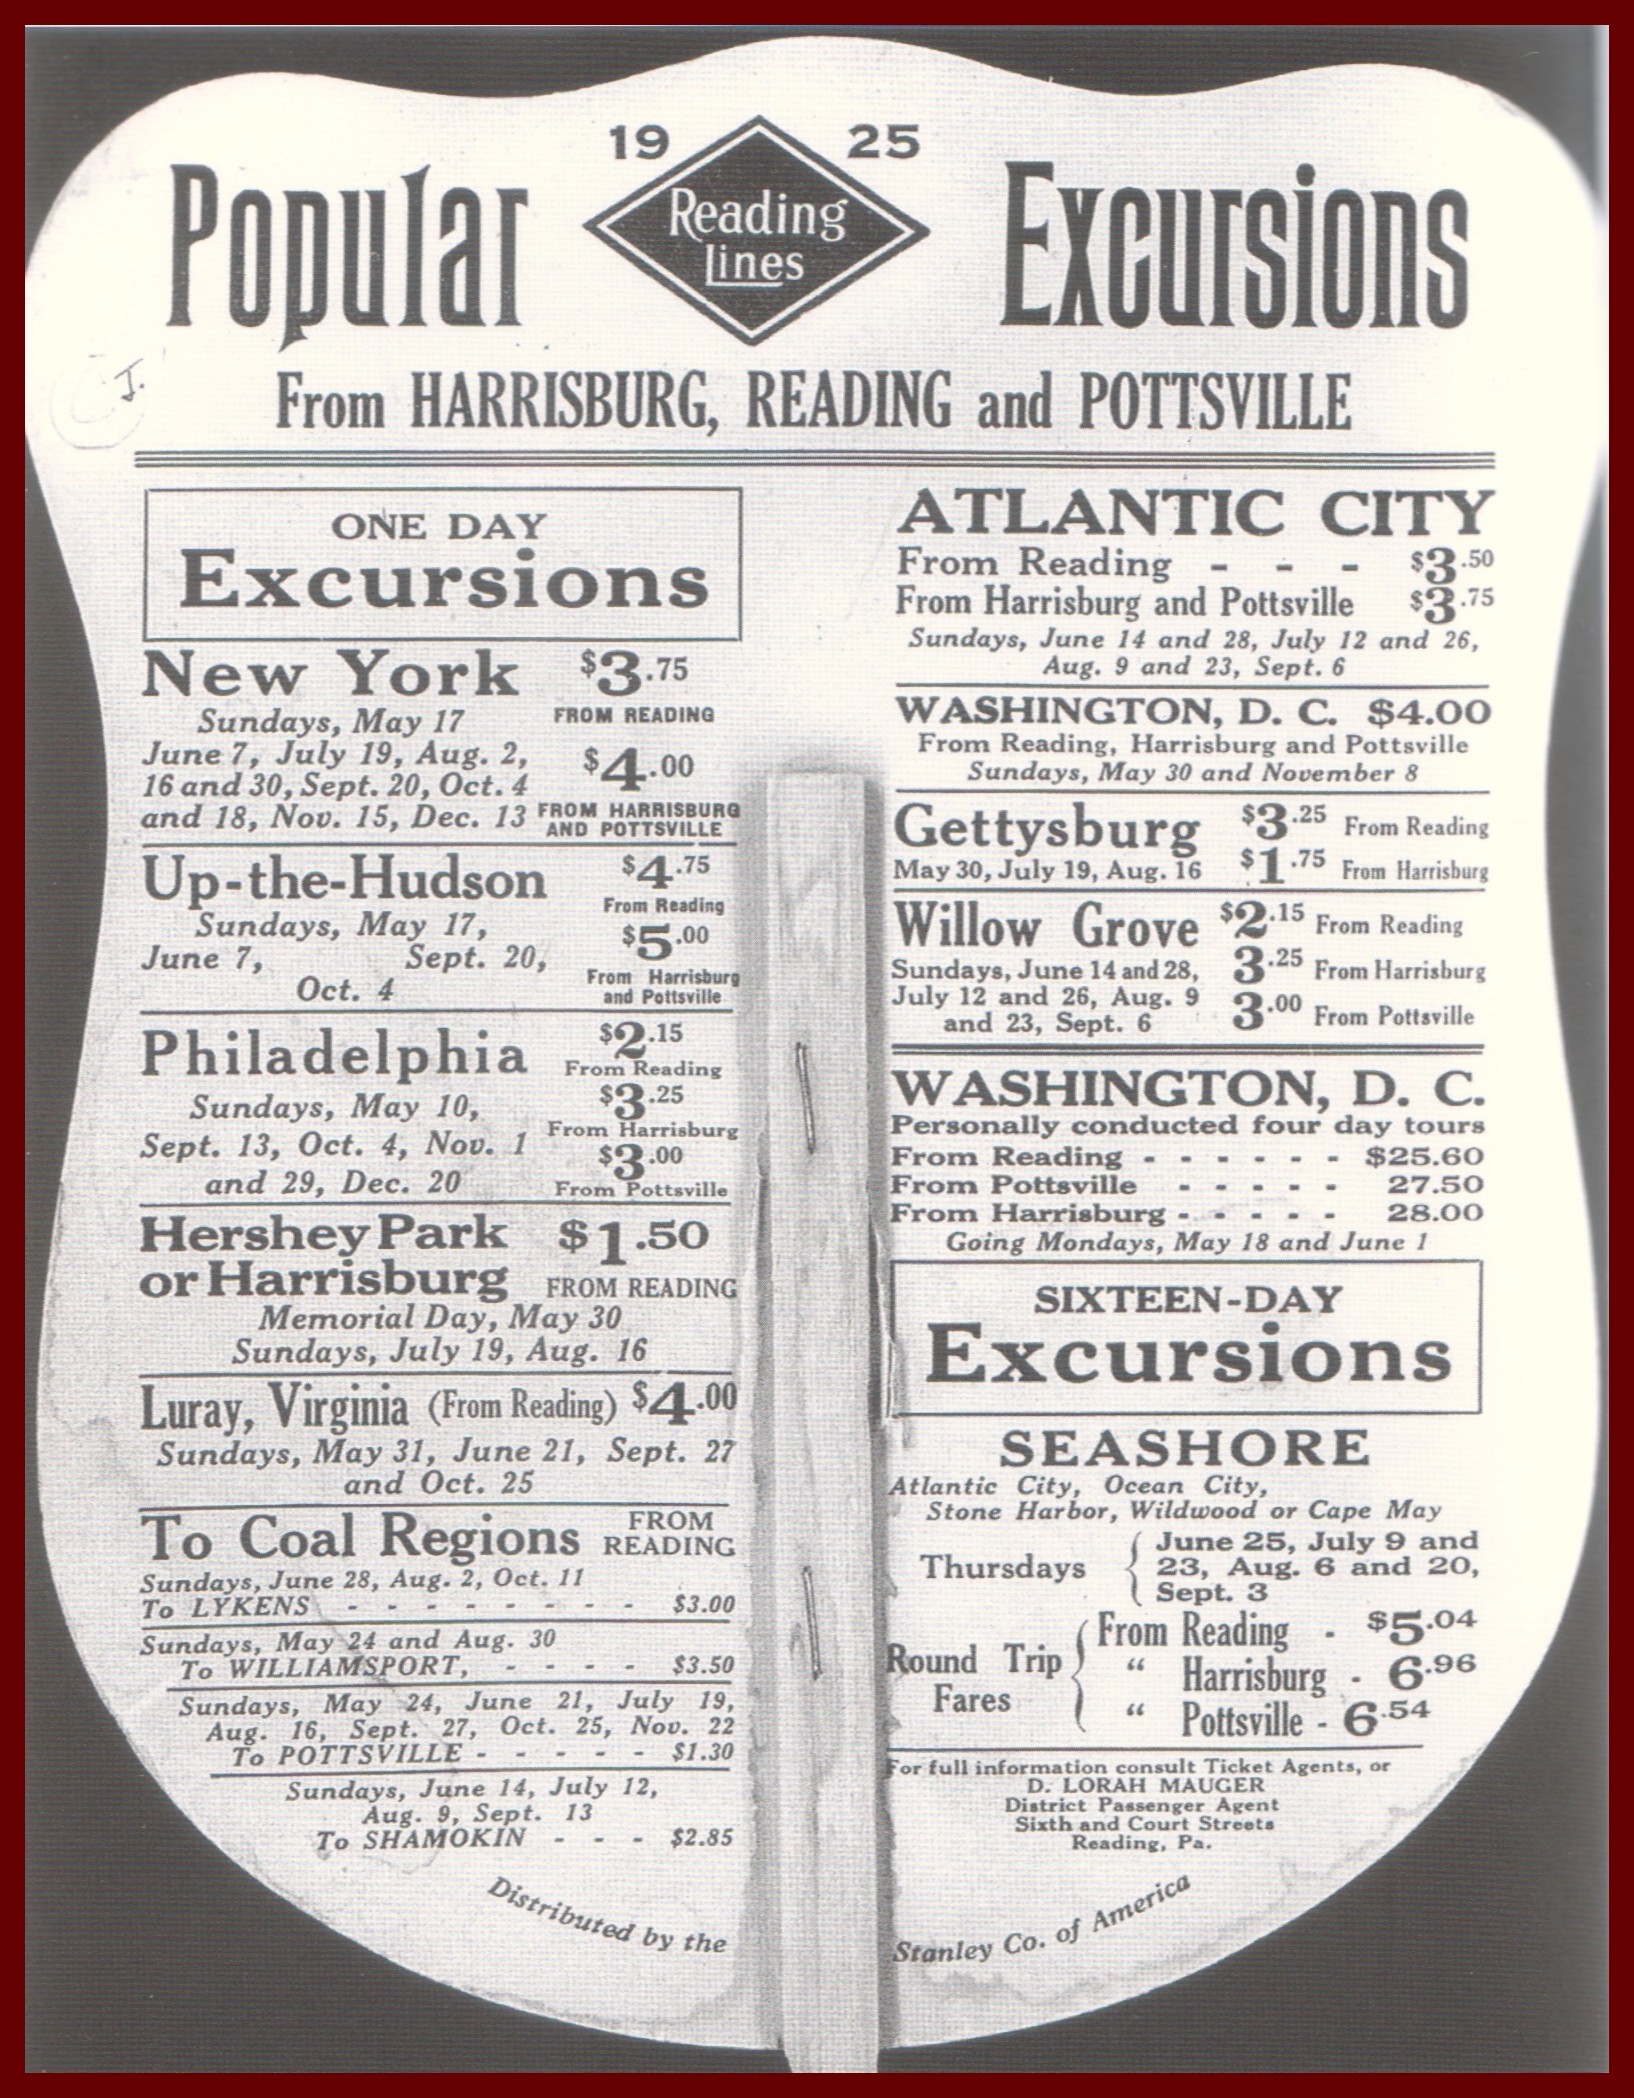 19 25
Popular Reading Lines Excursions
From HARRISBURG, READING and POTTSVILLE
J.
ONE DAY
Excursions
New York $3.75
Sundays, May 17 FROM READING
June 7, July 19, Aug. 2, $4.00
16 and 30, Sept. 20, Oct. 4
and 18, Nov. 15, Dec. 13 FROM HARRISBURG
AND POTTSVILLE
Up-the-Hudson $4.75
From Reading
Sundays, May 17, $5.00
June 7, Sept. 20,
From Harrisburg
Oct. 4 and Pottsville
Philadelphia $2.15
From Reading
Sundays, May 10, $3.25
From Harrisburg
Sept. 13, Oct. 4, Nov. 1 $3.00
and 29, Dec. 20 From Pottsville
Hershey Park $1.50
or Harrisburg FROM READING
Memorial Day, May 30
Sundays, July 19, Aug. 16
Luray, Virginia (From Reading) $4.00
Sundays, May 31, June 21, Sept. 27
and Oct. 25
To Coal Regions FROM
READING
Sundays, June 28, Aug. 2, Oct. 11
To LYKENS - - - - - - - - $3.00
Sundays, May 24 and Aug. 30
To WILLIAMSPORT, - - - - $3.50
Sundays, May 24, June 21, July 19,
Aug. 16, Sept. 27, Oct. 25, Nov. 22
To POTTSVILLE - - - - - $1.30
Sundays, June 14, July 12,
Aug. 9, Sept. 13
To SHAMOKIN - - - $2.85
ATLANTIC CITY
From Reading - - - $3.50
From Harrisburg and Pottsville $3.75
Sundays, June 14 and 28, July 12 and 26,
Aug. 9 and 23, Sept. 6
WASHINGTON, D. C. $4.00
From Reading, Harrisburg and Pottsville
Sundays, May 30 and November 8
Gettysburg $3.25 From Reading
May 30, July 19, Aug. 16 $1.75 From Harrisburg
Willow Grove $2.15 From Reading
Sundays, June 14 and 28, 3.25 From Harrisburg
July 12 and 26, Aug. 9
and 23, Sept. 6 3.00 From Pottsville
WASHINGTON, D. C.
Personally conducted four day tours
From Reading - - - - - - $25.60
From Pottsville - - - - - 27.50
From Harrisburg - - - - - 28.00
Going Mondays, May 18 and June 1
SIXTEEN-DAY
Excursions
SEASHORE
Atlantic City, Ocean City,
Stone Harbor, Wildwood or Cape May
Thursdays June 25, July 9 and
23, Aug. 6 and 20,
Sept. 3
Round Trip Fares From Reading - $5.04
" Harrisburg - 6.96
" Pottsville - 6.54
For full information consult Ticket Agents, or
D. LORAH MAUGER
District Passenger Agent
Sixth and Court Streets
Reading, Pa.
Distributed by the Stanley Co. of America